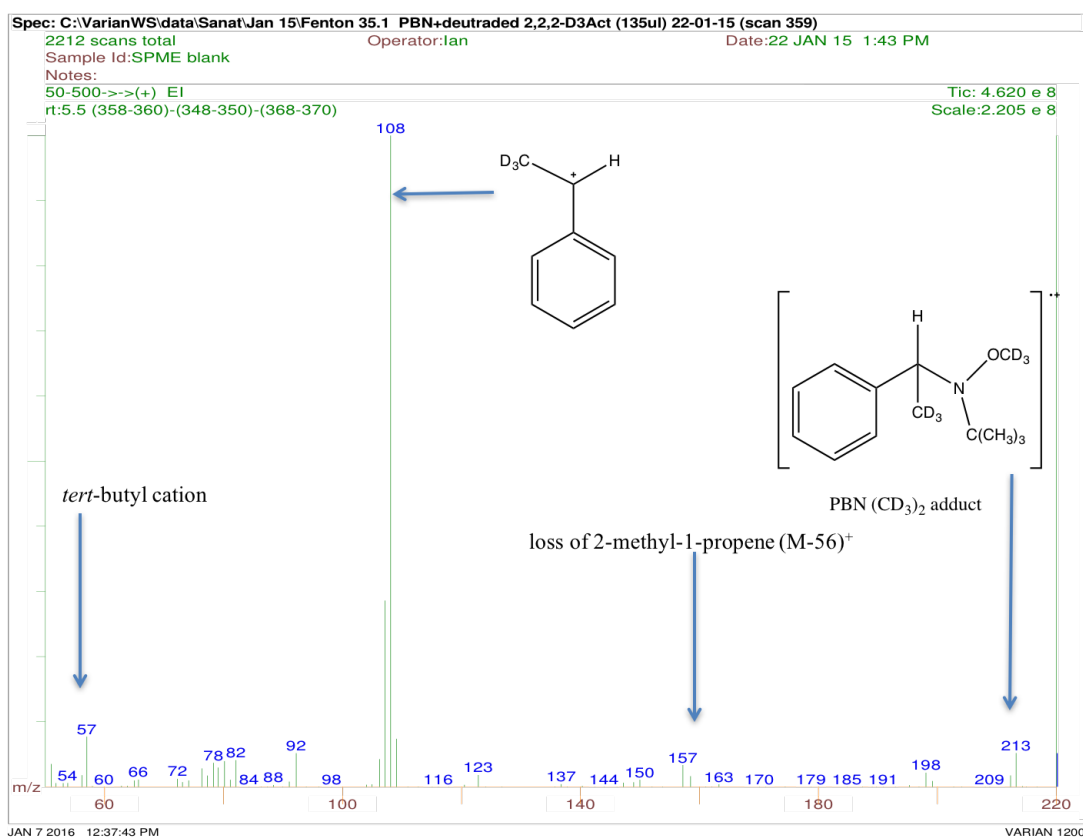 Spec: C:\VarianWS\data\Sanat\Jan 15\Fenton 35.1 PBN+deutraded 2,2,2-D3Act (135ul) 22-01-15 (scan 359)
2212 scans total Operator:Ian Date:22 JAN 15 1:43 PM
Sample Id:SPME blank
Notes:
50-500->->(+) EI Tic: 4.620 e 8
rt:5.5 (358-360)-(348-350)-(368-370) Scale:2.205 e 8
108
D3C H
+
•+
H
OCD3
N
CD3
C(CH3)3
tert-butyl cation
PBN (CD3)2 adduct
loss of 2-methyl-1-propene (M-56)+
57 54 60 66 72 78 82 84 88 92 98 116 123 137 144 150 157 163 170 179 185 191 198 209 213
m/z
60 100 140 180 220
JAN 7 2016 12:37:43 PM VARIAN 1200